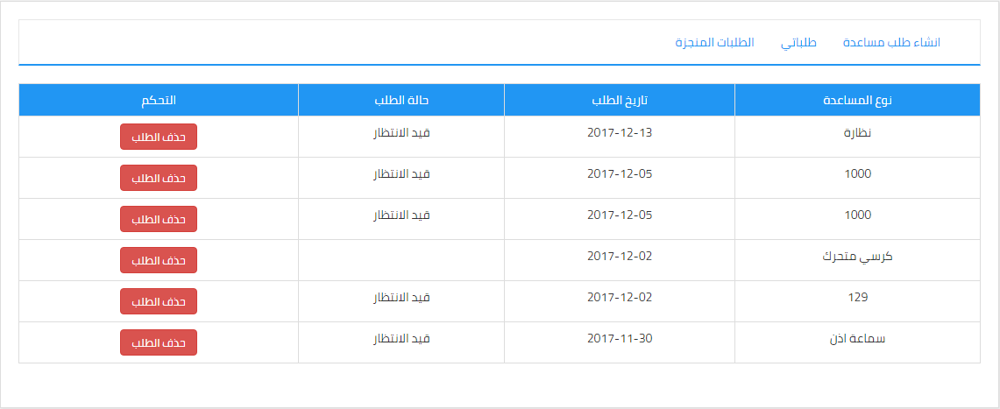 انشاء طلب مساعدة طلباتي الطلبات المنجزة
نوع المساعدة تاريخ الطلب حالة الطلب التحكم
نظارة 2017-12-13 قيد الانتظار حذف الطلب
1000 2017-12-05 قيد الانتظار حذف الطلب
1000 2017-12-05 قيد الانتظار حذف الطلب
كرسي متحرك 2017-12-02 حذف الطلب
129 2017-12-02 قيد الانتظار حذف الطلب
سماعة اذن 2017-11-30 قيد الانتظار حذف الطلب